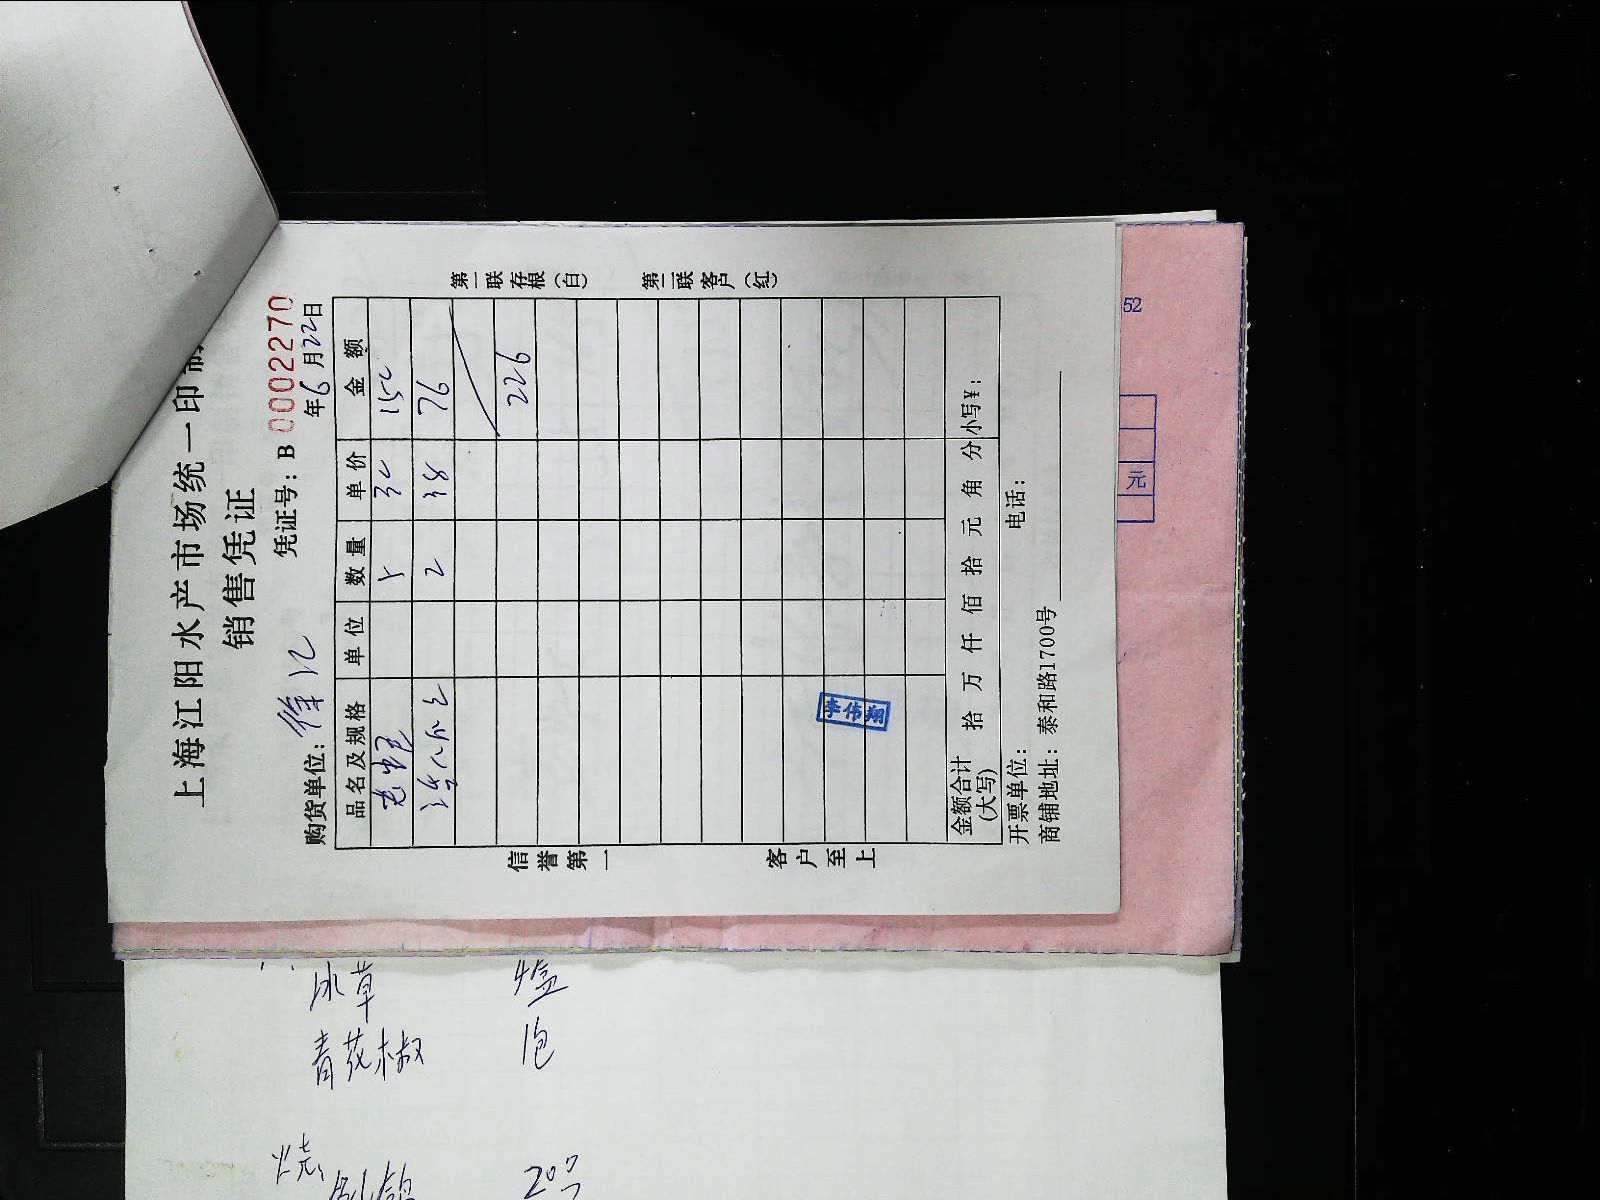 上海江阳水产市场统一印制
销售凭证
凭证号：B 0002270
购货单位：徐记 年6月22日
品名及规格 单位 数量 单价 金额
5 30 150
2 38 76
226
第一联存根（白） 第二联客户（红）
信誉第一 客户至上
李伟翔
金额合计（大写） 拾 万 仟 佰 拾 元 角 分 小写¥：
开票单位： 电话：
商铺地址：泰和路1700号
52
元
冰草 4盒
青花椒 1包